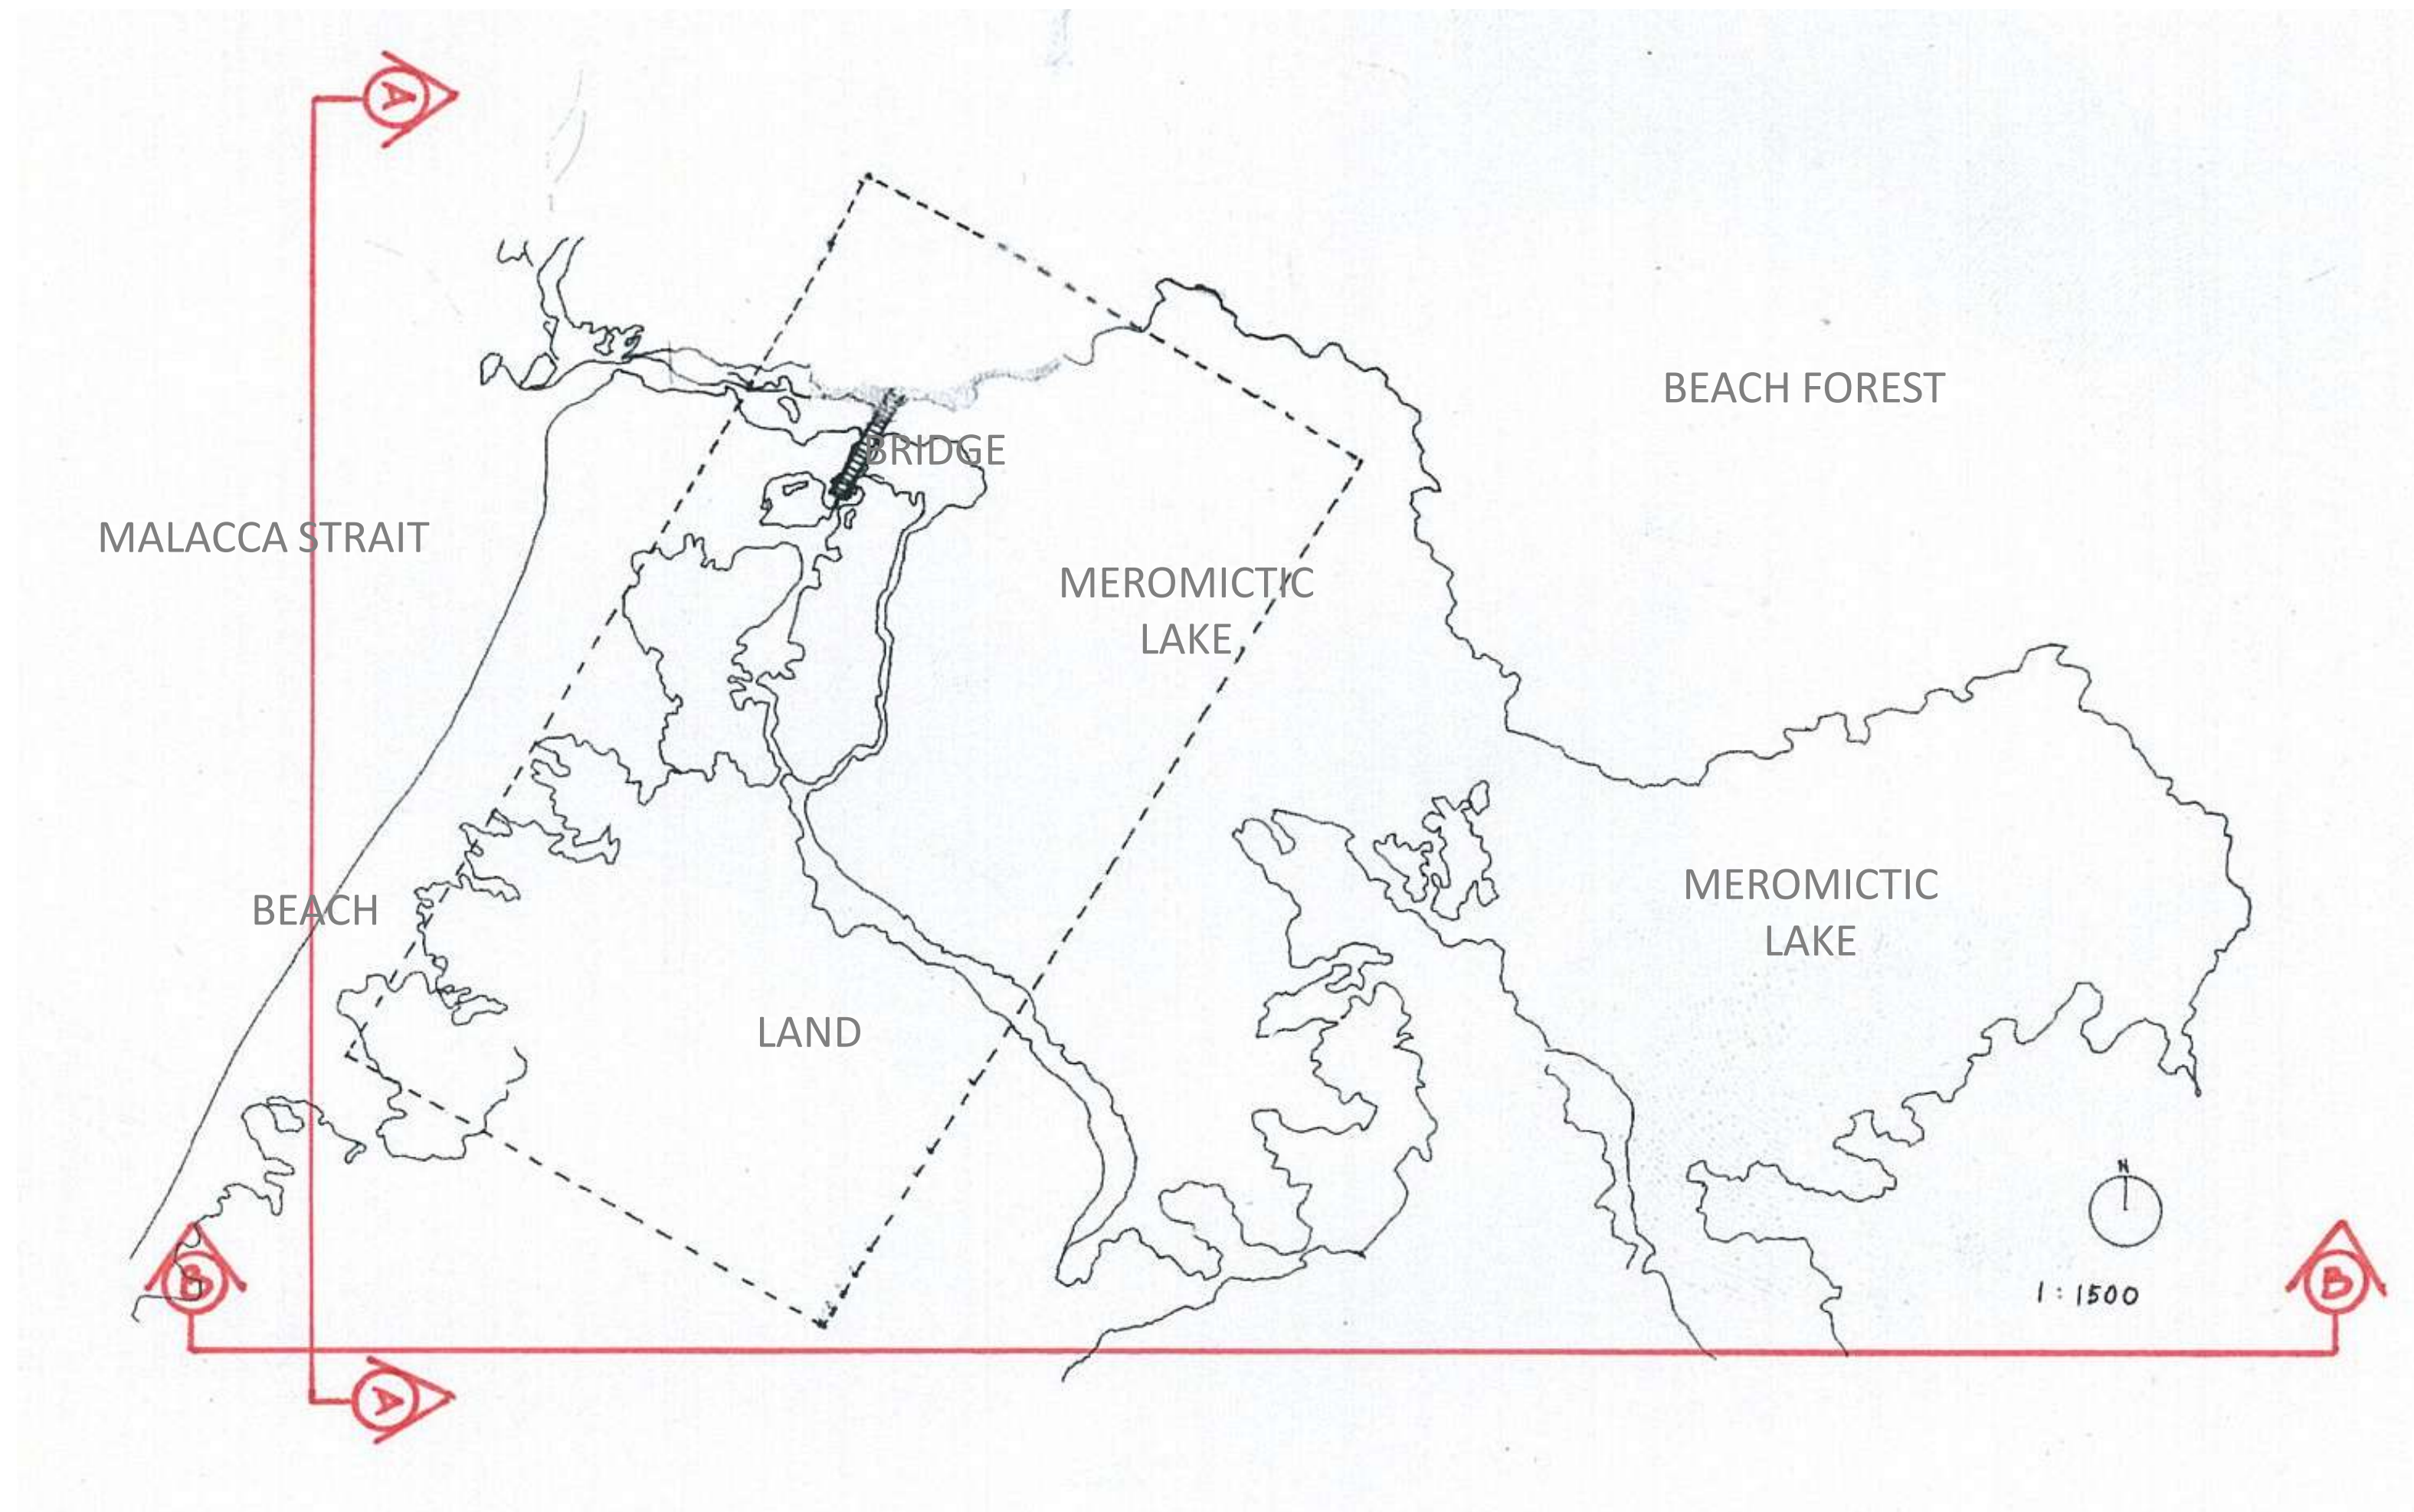 A
BEACH FOREST
BRIDGE
MALACCA STRAIT
MEROMICTIC
LAKE
BEACH
MEROMICTIC
LAKE
LAND
N
B
B
1:1500
A